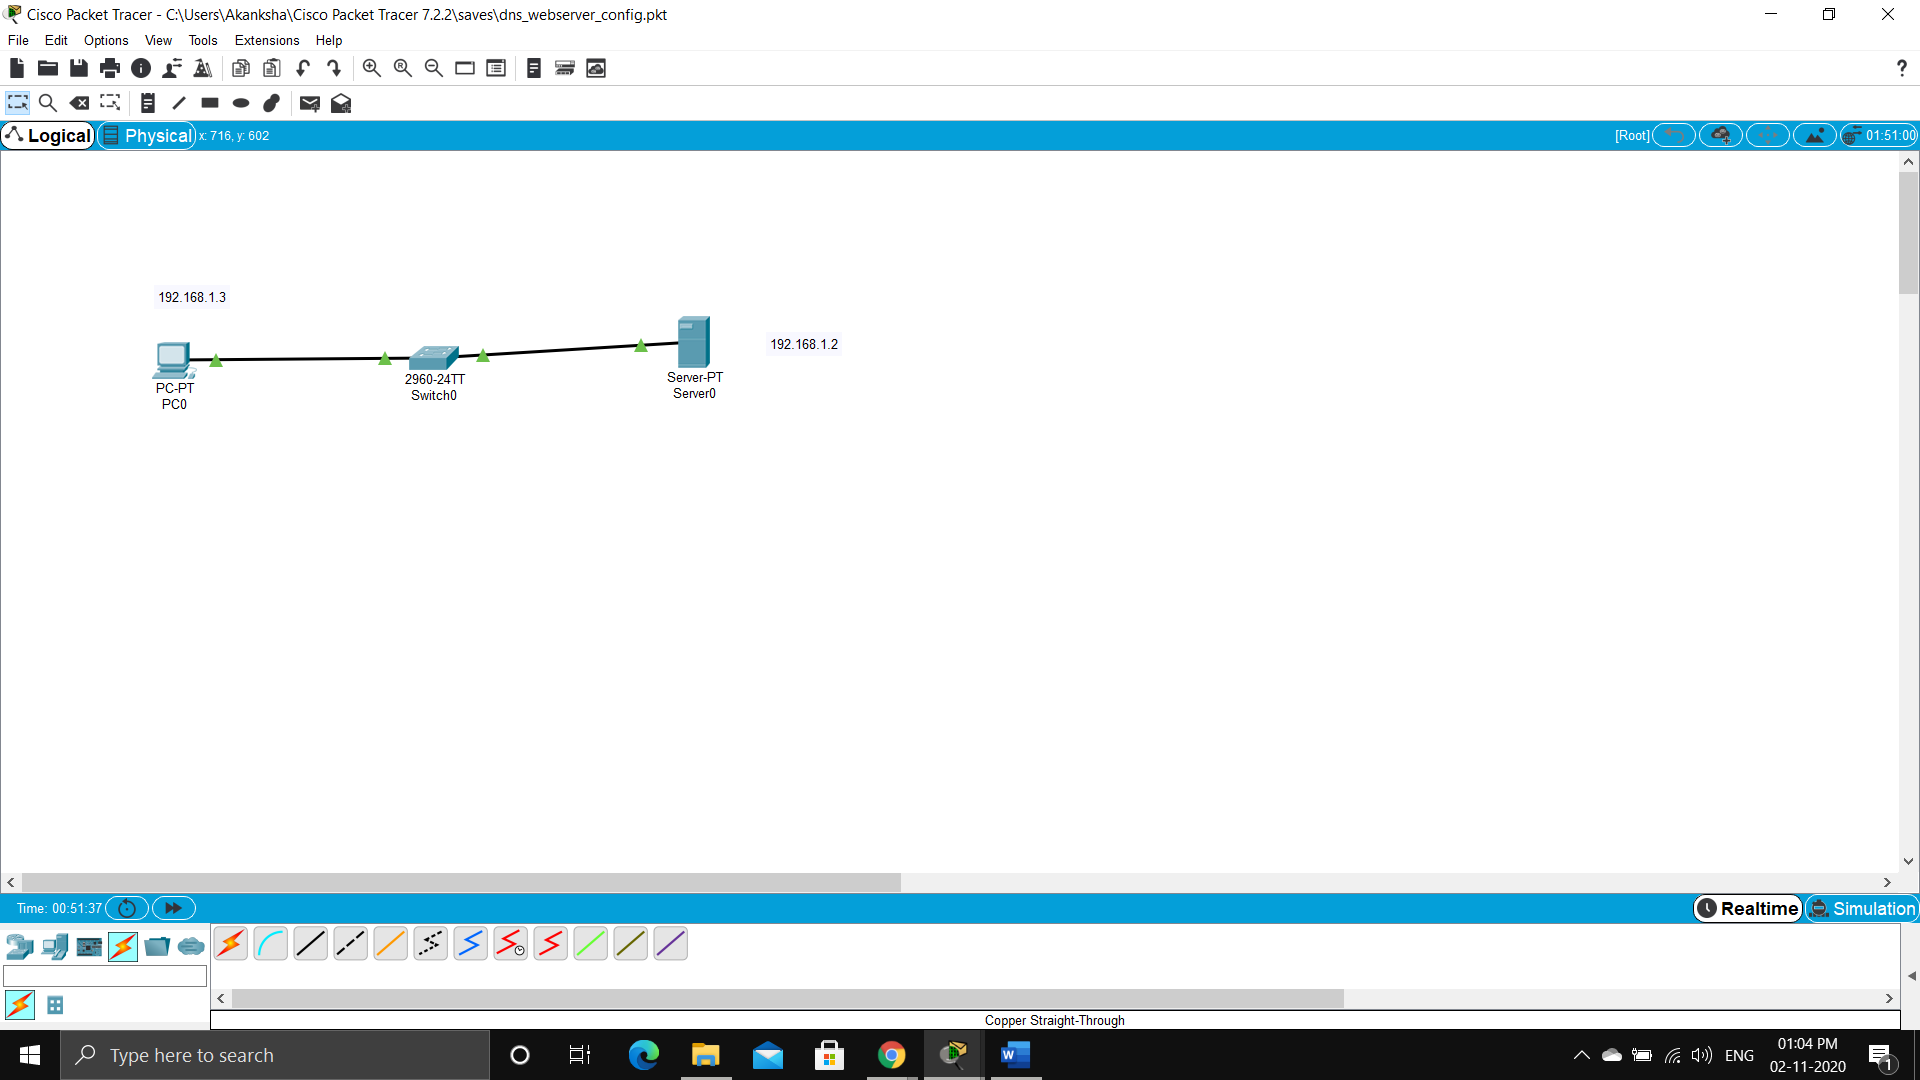 Cisco Packet Tracer - C:\Users\Akanksha\Cisco Packet Tracer 7.2.2\saves\dns_webserver_config.pkt
File Edit Options View Tools Extensions Help
?
Logical Physical x: 716, y: 602 [Root] 01:51:00
192.168.1.3
192.168.1.2
PC-PT
PC0
2960-24TT
Switch0
Server-PT
Server0
Time: 00:51:37 Realtime Simulation
Copper Straight-Through
Type here to search
ENG
01:04 PM
02-11-2020
1